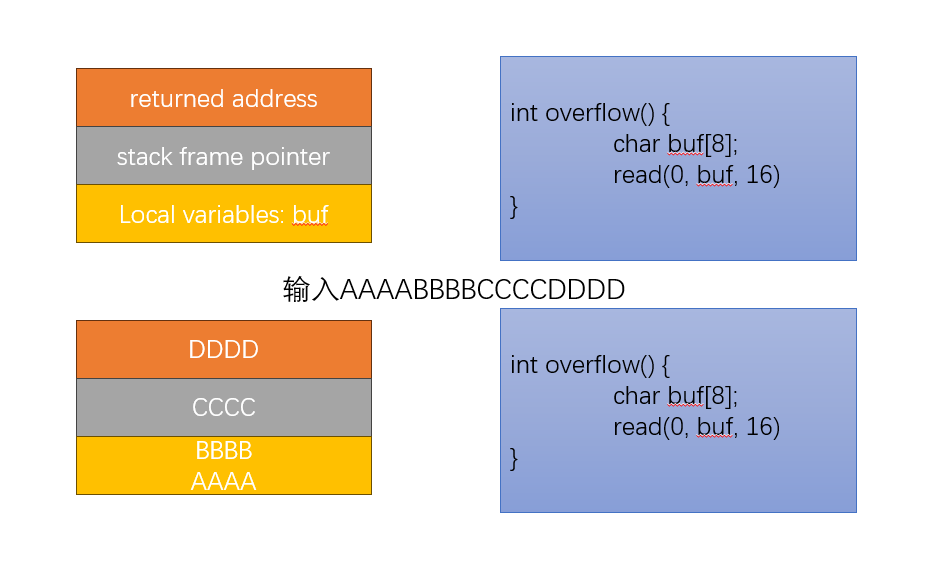 returned address
stack frame pointer
Local variables: buf
int overflow() {
char buf[8];
read(0, buf, 16)
}
输入AAAABBBBCCCCDDDD
DDDD
CCCC
BBBB
AAAA
int overflow() {
char buf[8];
read(0, buf, 16)
}